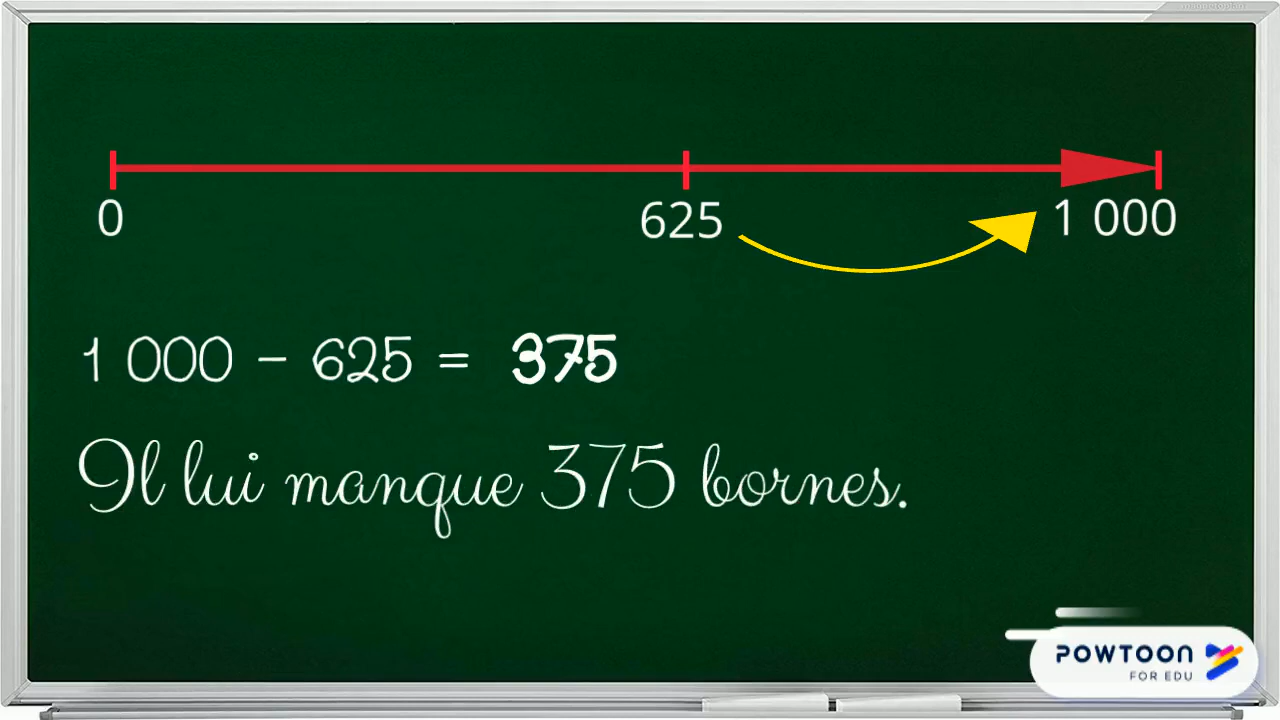 0 625 1 000
1 000 – 625 = 375
Il lui manque 375 bornes.
POWTOON
FOR EDU